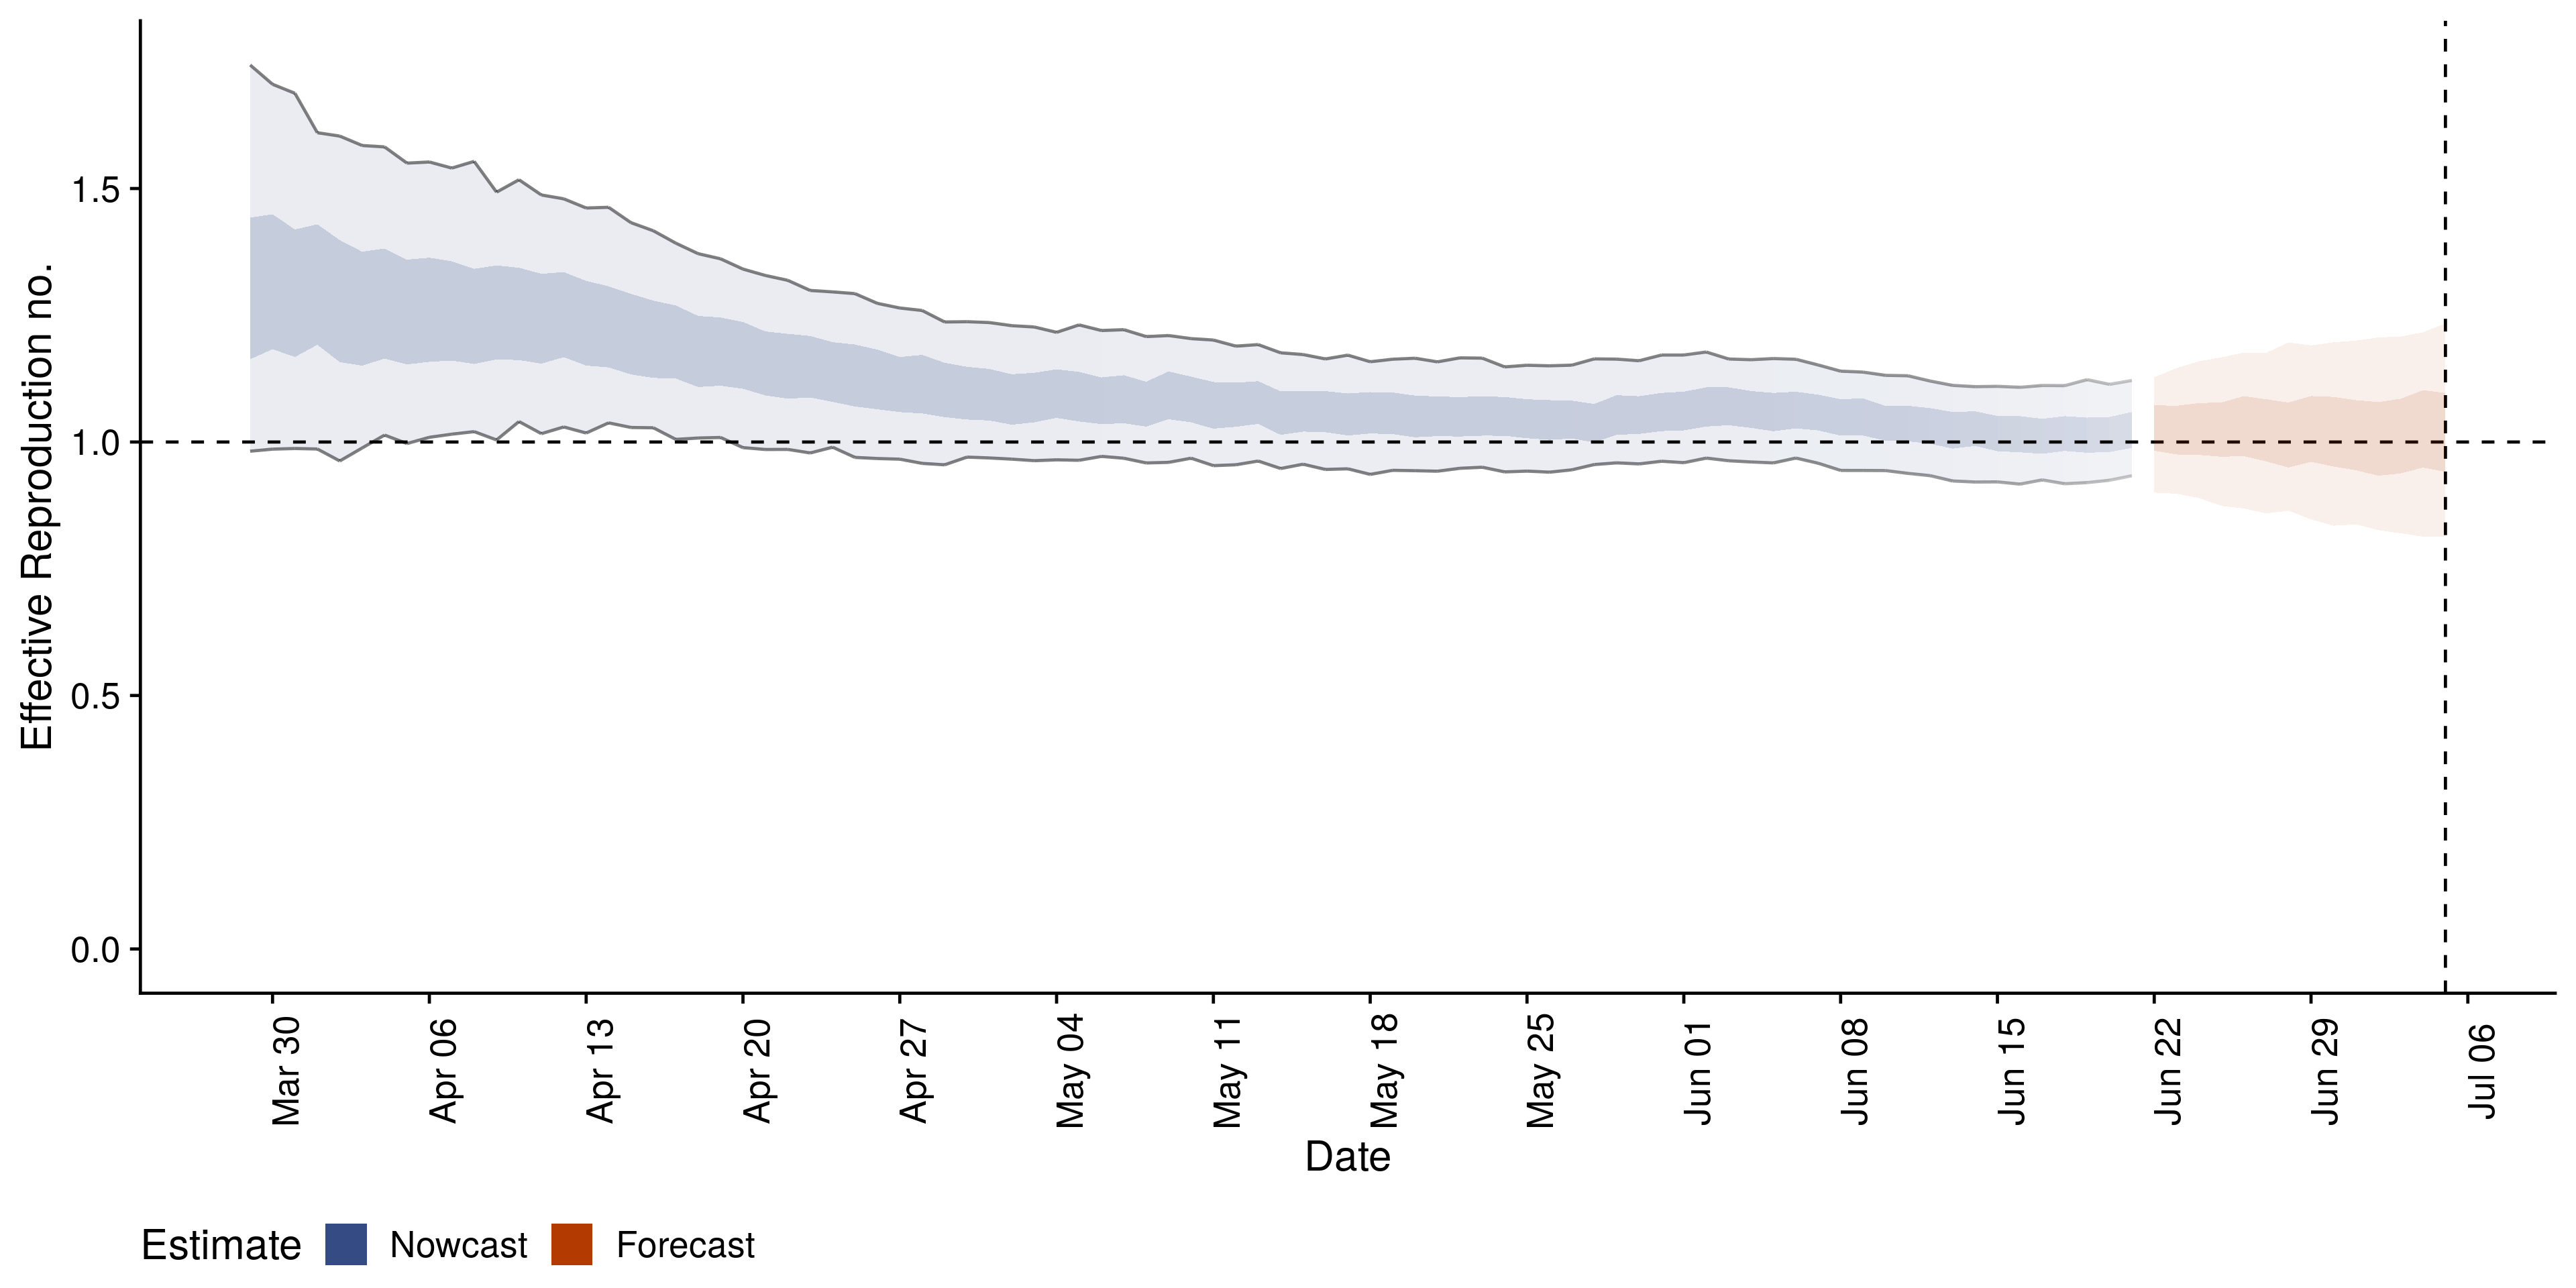 Effective Reproduction no.
1.5
1.0
0.5
0.0
Mar 30
Apr 06
Apr 13
Apr 20
Apr 27
May 04
May 11
May 18
May 25
Jun 01
Jun 08
Jun 15
Jun 22
Jun 29
Jul 06
Date
Estimate Nowcast Forecast